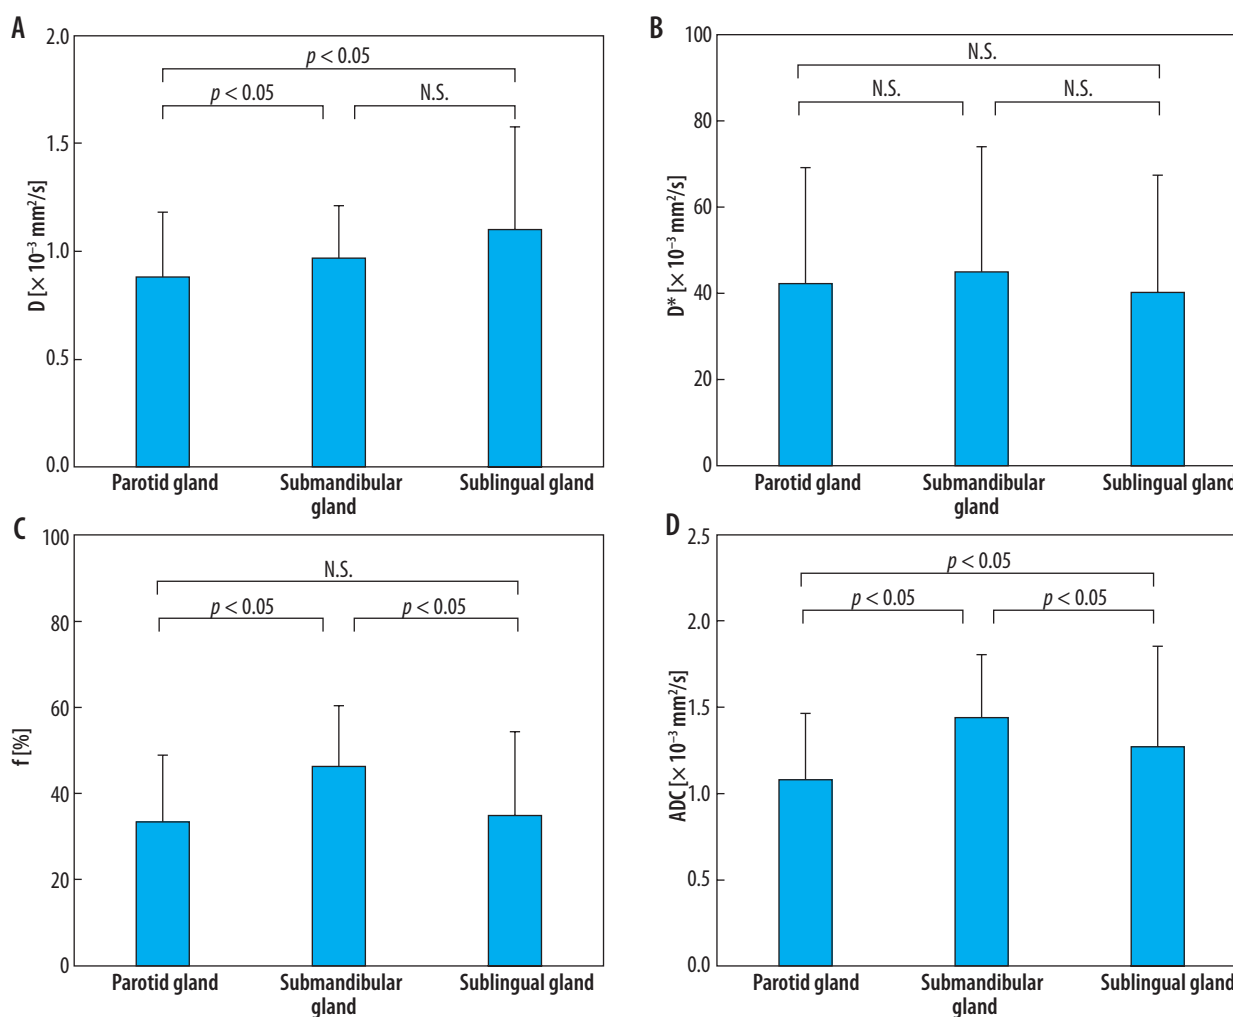 A
2.0
1.5
1.0
0.5
0.0
D [× 10⁻³ mm²/s]
p < 0.05
p < 0.05
N.S.
Parotid gland
Submandibular
gland
Sublingual gland
B
100
80
60
40
20
0
D* [× 10⁻³ mm²/s]
N.S.
N.S.
N.S.
Parotid gland
Submandibular
gland
Sublingual gland
C
100
80
60
40
20
0
f [%]
N.S.
p < 0.05
p < 0.05
Parotid gland
Submandibular
gland
Sublingual gland
D
2.5
2.0
1.5
1.0
0.5
0.0
ADC [× 10⁻³ mm²/s]
p < 0.05
p < 0.05
p < 0.05
Parotid gland
Submandibular
gland
Sublingual gland